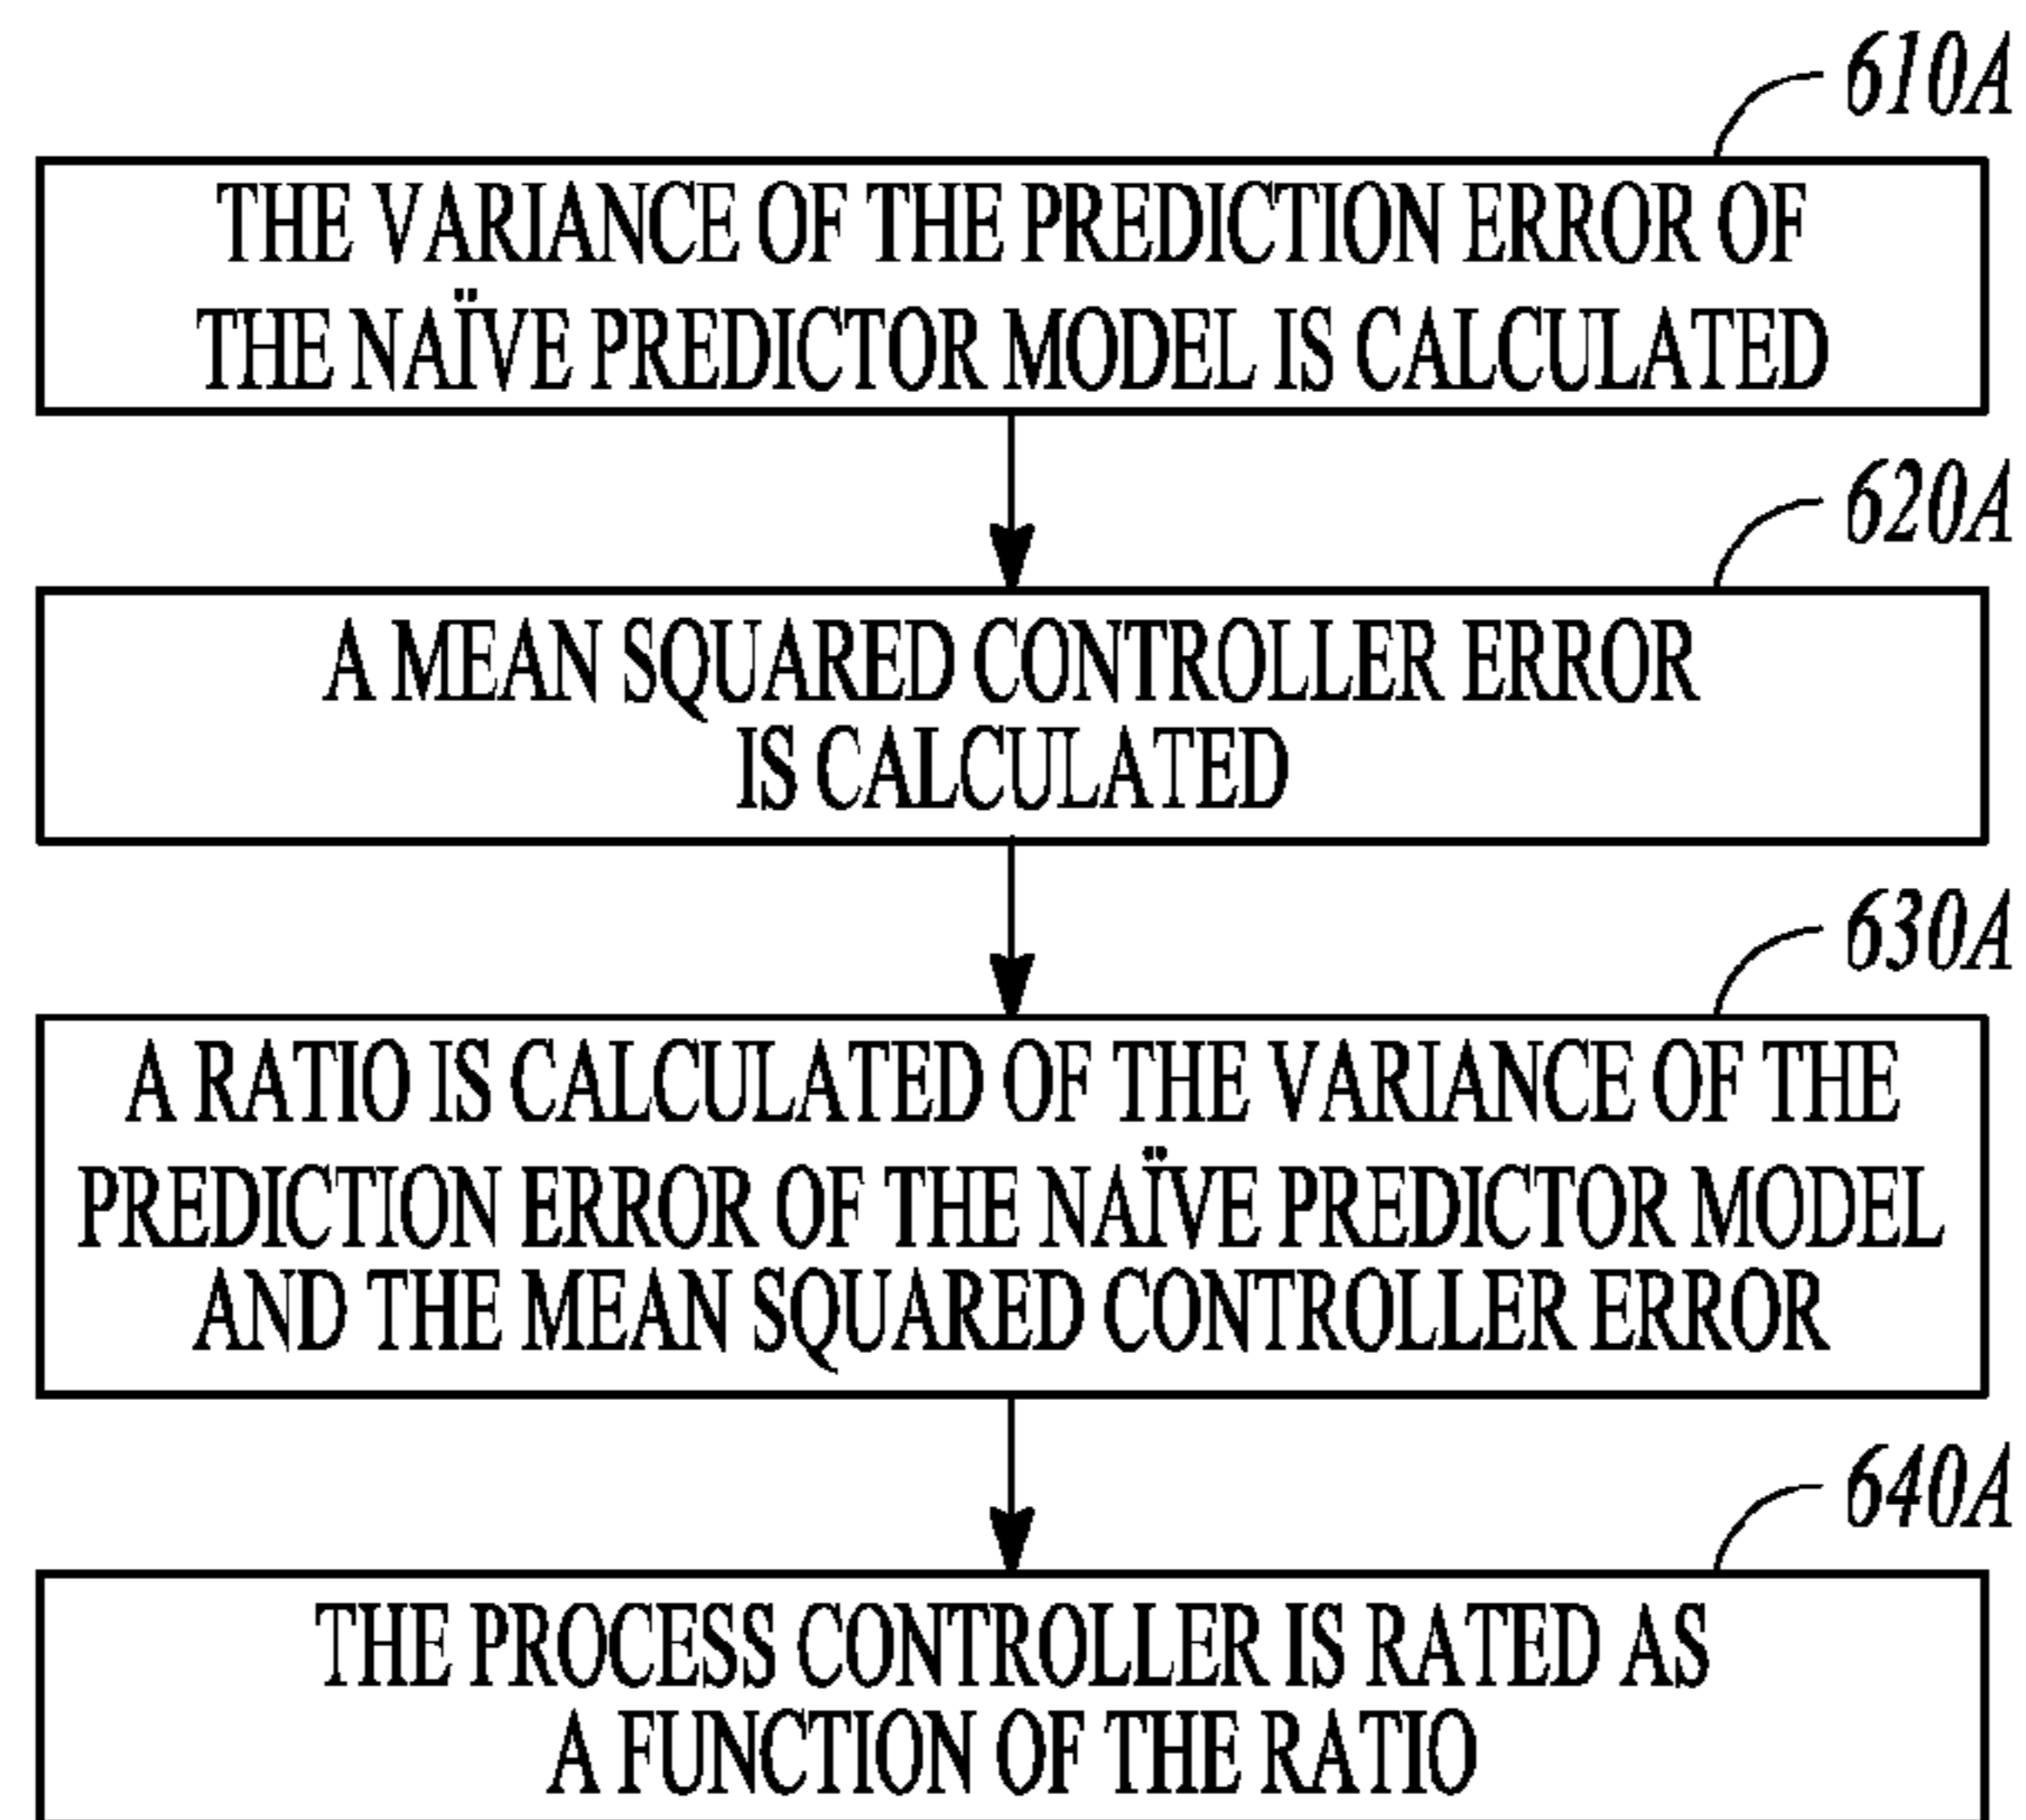 610A
THE VARIANCE OF THE PREDICTION ERROR OF
THE NAÏVE PREDICTOR MODEL IS CALCULATED
620A
A MEAN SQUARED CONTROLLER ERROR
IS CALCULATED
630A
A RATIO IS CALCULATED OF THE VARIANCE OF THE
PREDICTION ERROR OF THE NAÏVE PREDICTOR MODEL
AND THE MEAN SQUARED CONTROLLER ERROR
640A
THE PROCESS CONTROLLER IS RATED AS
A FUNCTION OF THE RATIO